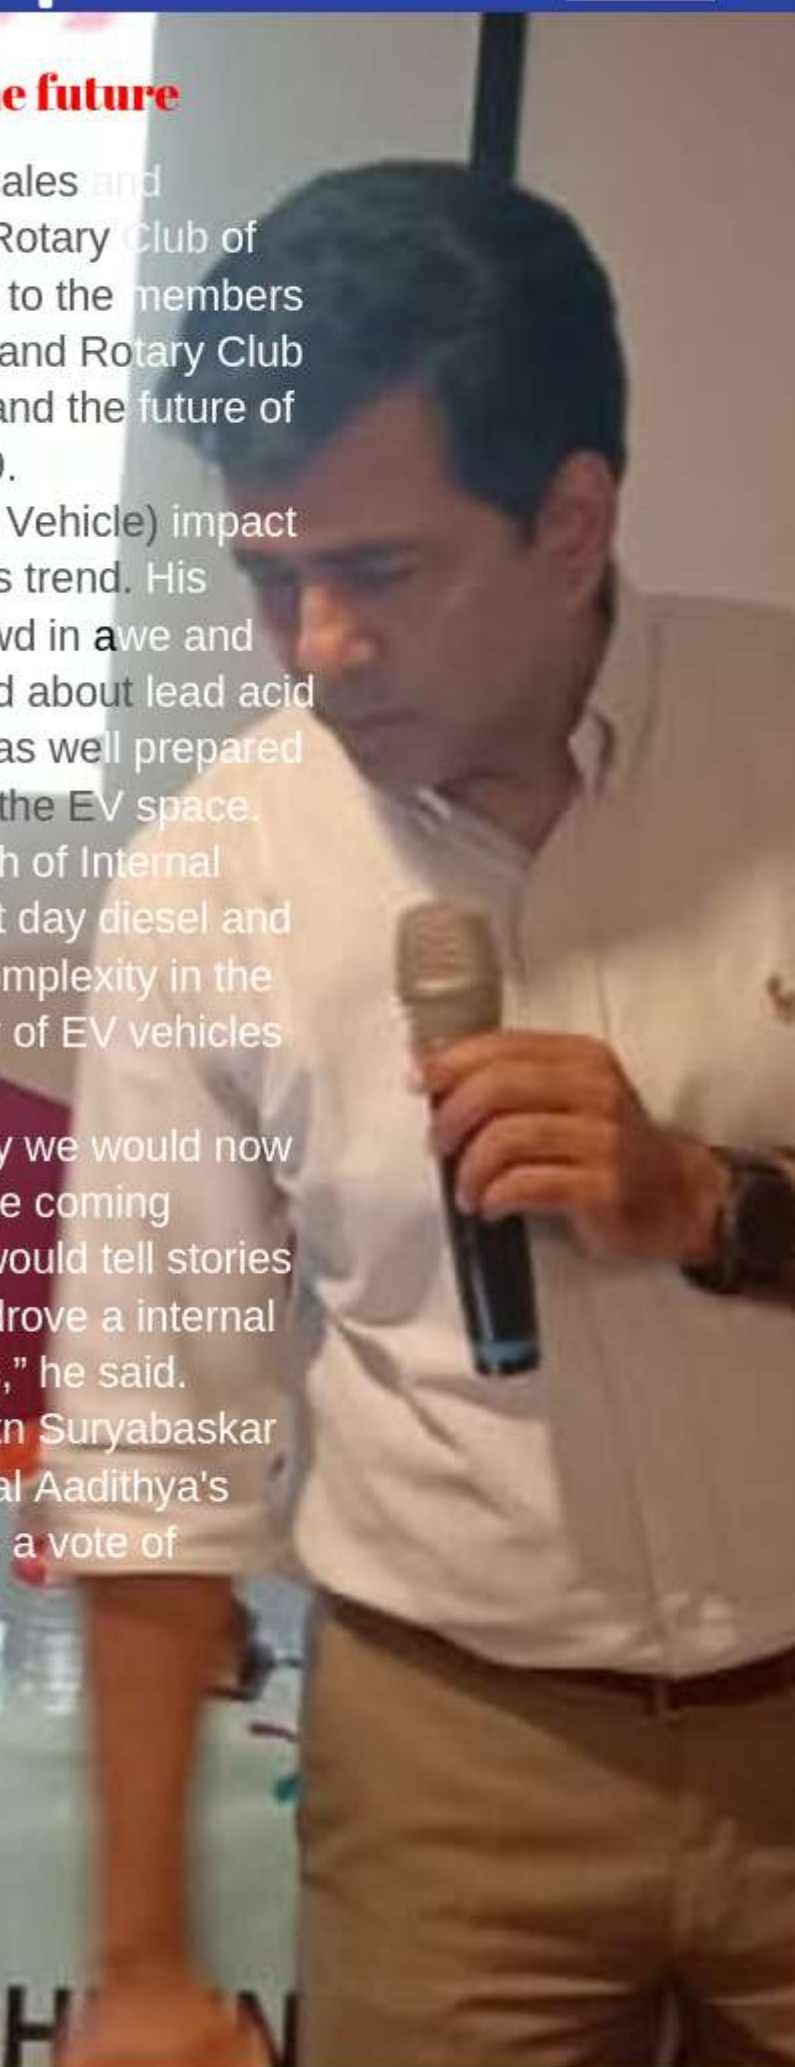 e future
ales and
Rotary Club of
to the members
and Rotary Club
and the future of
).
Vehicle) impact
s trend. His
wd in awe and
d about lead acid
as well prepared
the EV space.
h of Internal
t day diesel and
omplexity in the
of EV vehicles
y we would now
e coming
would tell stories
drove a internal
,” he said.
tn Suryabaskar
al Aadithya's
a vote of